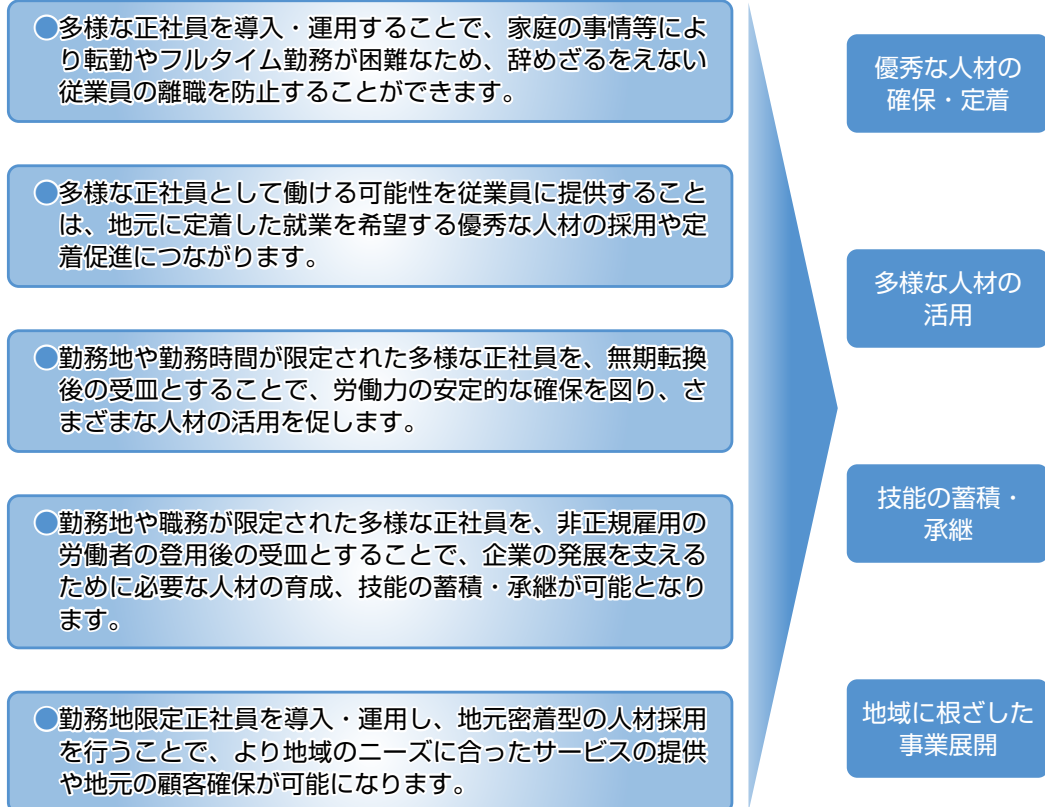 ●多様な正社員を導入・運用することで、家庭の事情等によ
り転勤やフルタイム勤務が困難なため、辞めざるをえない
従業員の離職を防止することができます。
●多様な正社員として働ける可能性を従業員に提供すること
は、地元に定着した就業を希望する優秀な人材の採用や定
着促進につながります。
●勤務地や勤務時間が限定された多様な正社員を、無期転換
後の受皿とすることで、労働力の安定的な確保を図り、さ
まざまな人材の活用を促します。
●勤務地や職務が限定された多様な正社員を、非正規雇用の
労働者の登用後の受皿とすることで、企業の発展を支える
ために必要な人材の育成、技能の蓄積・承継が可能となり
ます。
●勤務地限定正社員を導入・運用し、地元密着型の人材採用
を行うことで、より地域のニーズに合ったサービスの提供
や地元の顧客確保が可能になります。
優秀な人材の
確保・定着
多様な人材の
活用
技能の蓄積・
承継
地域に根ざした
事業展開